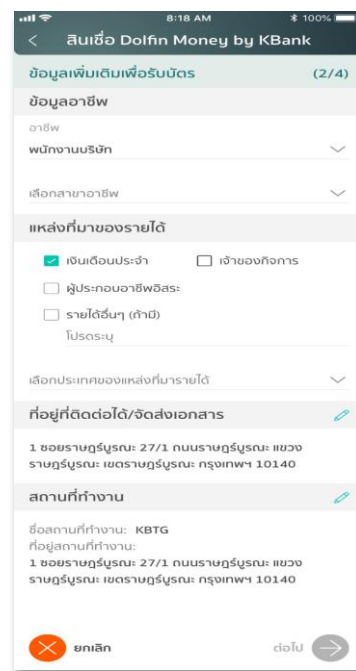 8:18 AM 100%
สินเชื่อ Dolfin Money by KBank
ข้อมูลเพิ่มเติมเพื่อรับบัตร (2/4)
ข้อมูลอาชีพ
อาชีพ
พนักงานบริษัท
เลือกสาขาอาชีพ
แหล่งที่มาของรายได้
เงินเดือนประจำ เจ้าของกิจการ
ผู้ประกอบอาชีพอิสระ
รายได้อื่นๆ (ถ้ามี)
โปรดระบุ
เลือกประเทศของแหล่งที่มารายได้
ที่อยู่ที่ติดต่อได้/จัดส่งเอกสาร
1 ซอยราษฎร์บูรณะ 27/1 ถนนราษฎร์บูรณะ แขวง
ราษฎร์บูรณะ เขตราษฎร์บูรณะ กรุงเทพฯ 10140
สถานที่ทำงาน
ชื่อสถานที่ทำงาน: KBTG
ที่อยู่สถานที่ทำงาน:
1 ซอยราษฎร์บูรณะ 27/1 ถนนราษฎร์บูรณะ แขวง
ราษฎร์บูรณะ เขตราษฎร์บูรณะ กรุงเทพฯ 10140
ยกเลิก ต่อไป